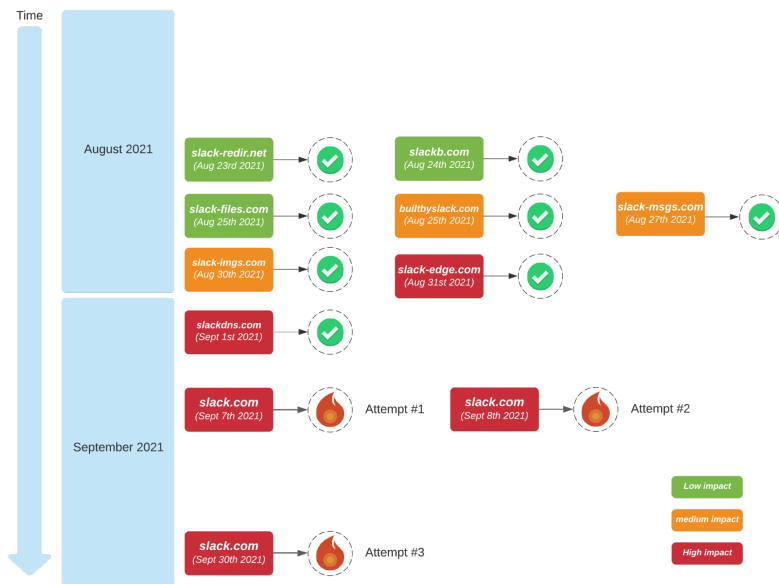 Time
August 2021
slack-redir.net
(Aug 23rd 2021)
slackb.com
(Aug 24th 2021)
slack-files.com
(Aug 25th 2021)
builtbyslack.com
(Aug 25th 2021)
slack-msgs.com
(Aug 27th 2021)
slack-imgs.com
(Aug 30th 2021)
slack-edge.com
(Aug 31st 2021)
slackdns.com
(Sept 1st 2021)
slack.com
(Sept 7th 2021)
Attempt #1
slack.com
(Sept 8th 2021)
Attempt #2
September 2021
Low impact
medium impact
High impact
slack.com
(Sept 30th 2021)
Attempt #3